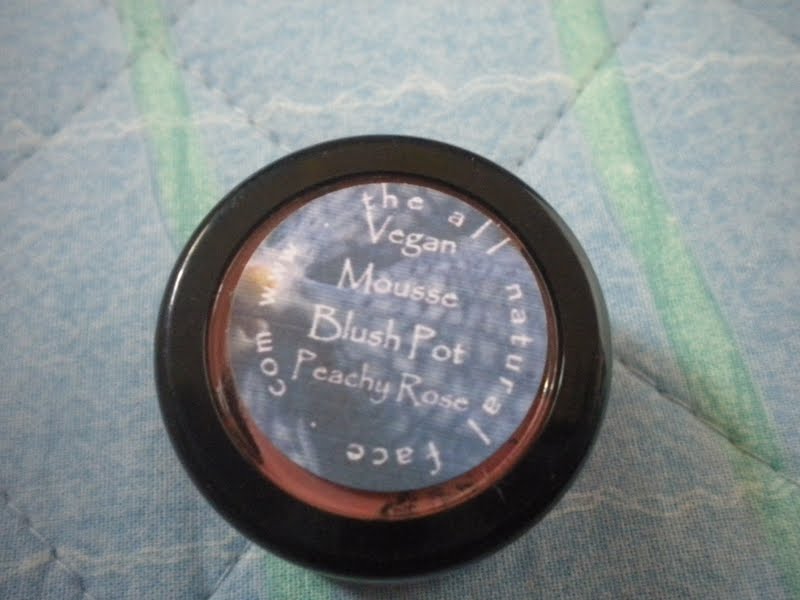 www.the all natural face.com
Vegan
Mousse
Blush Pot
Peachy Rose